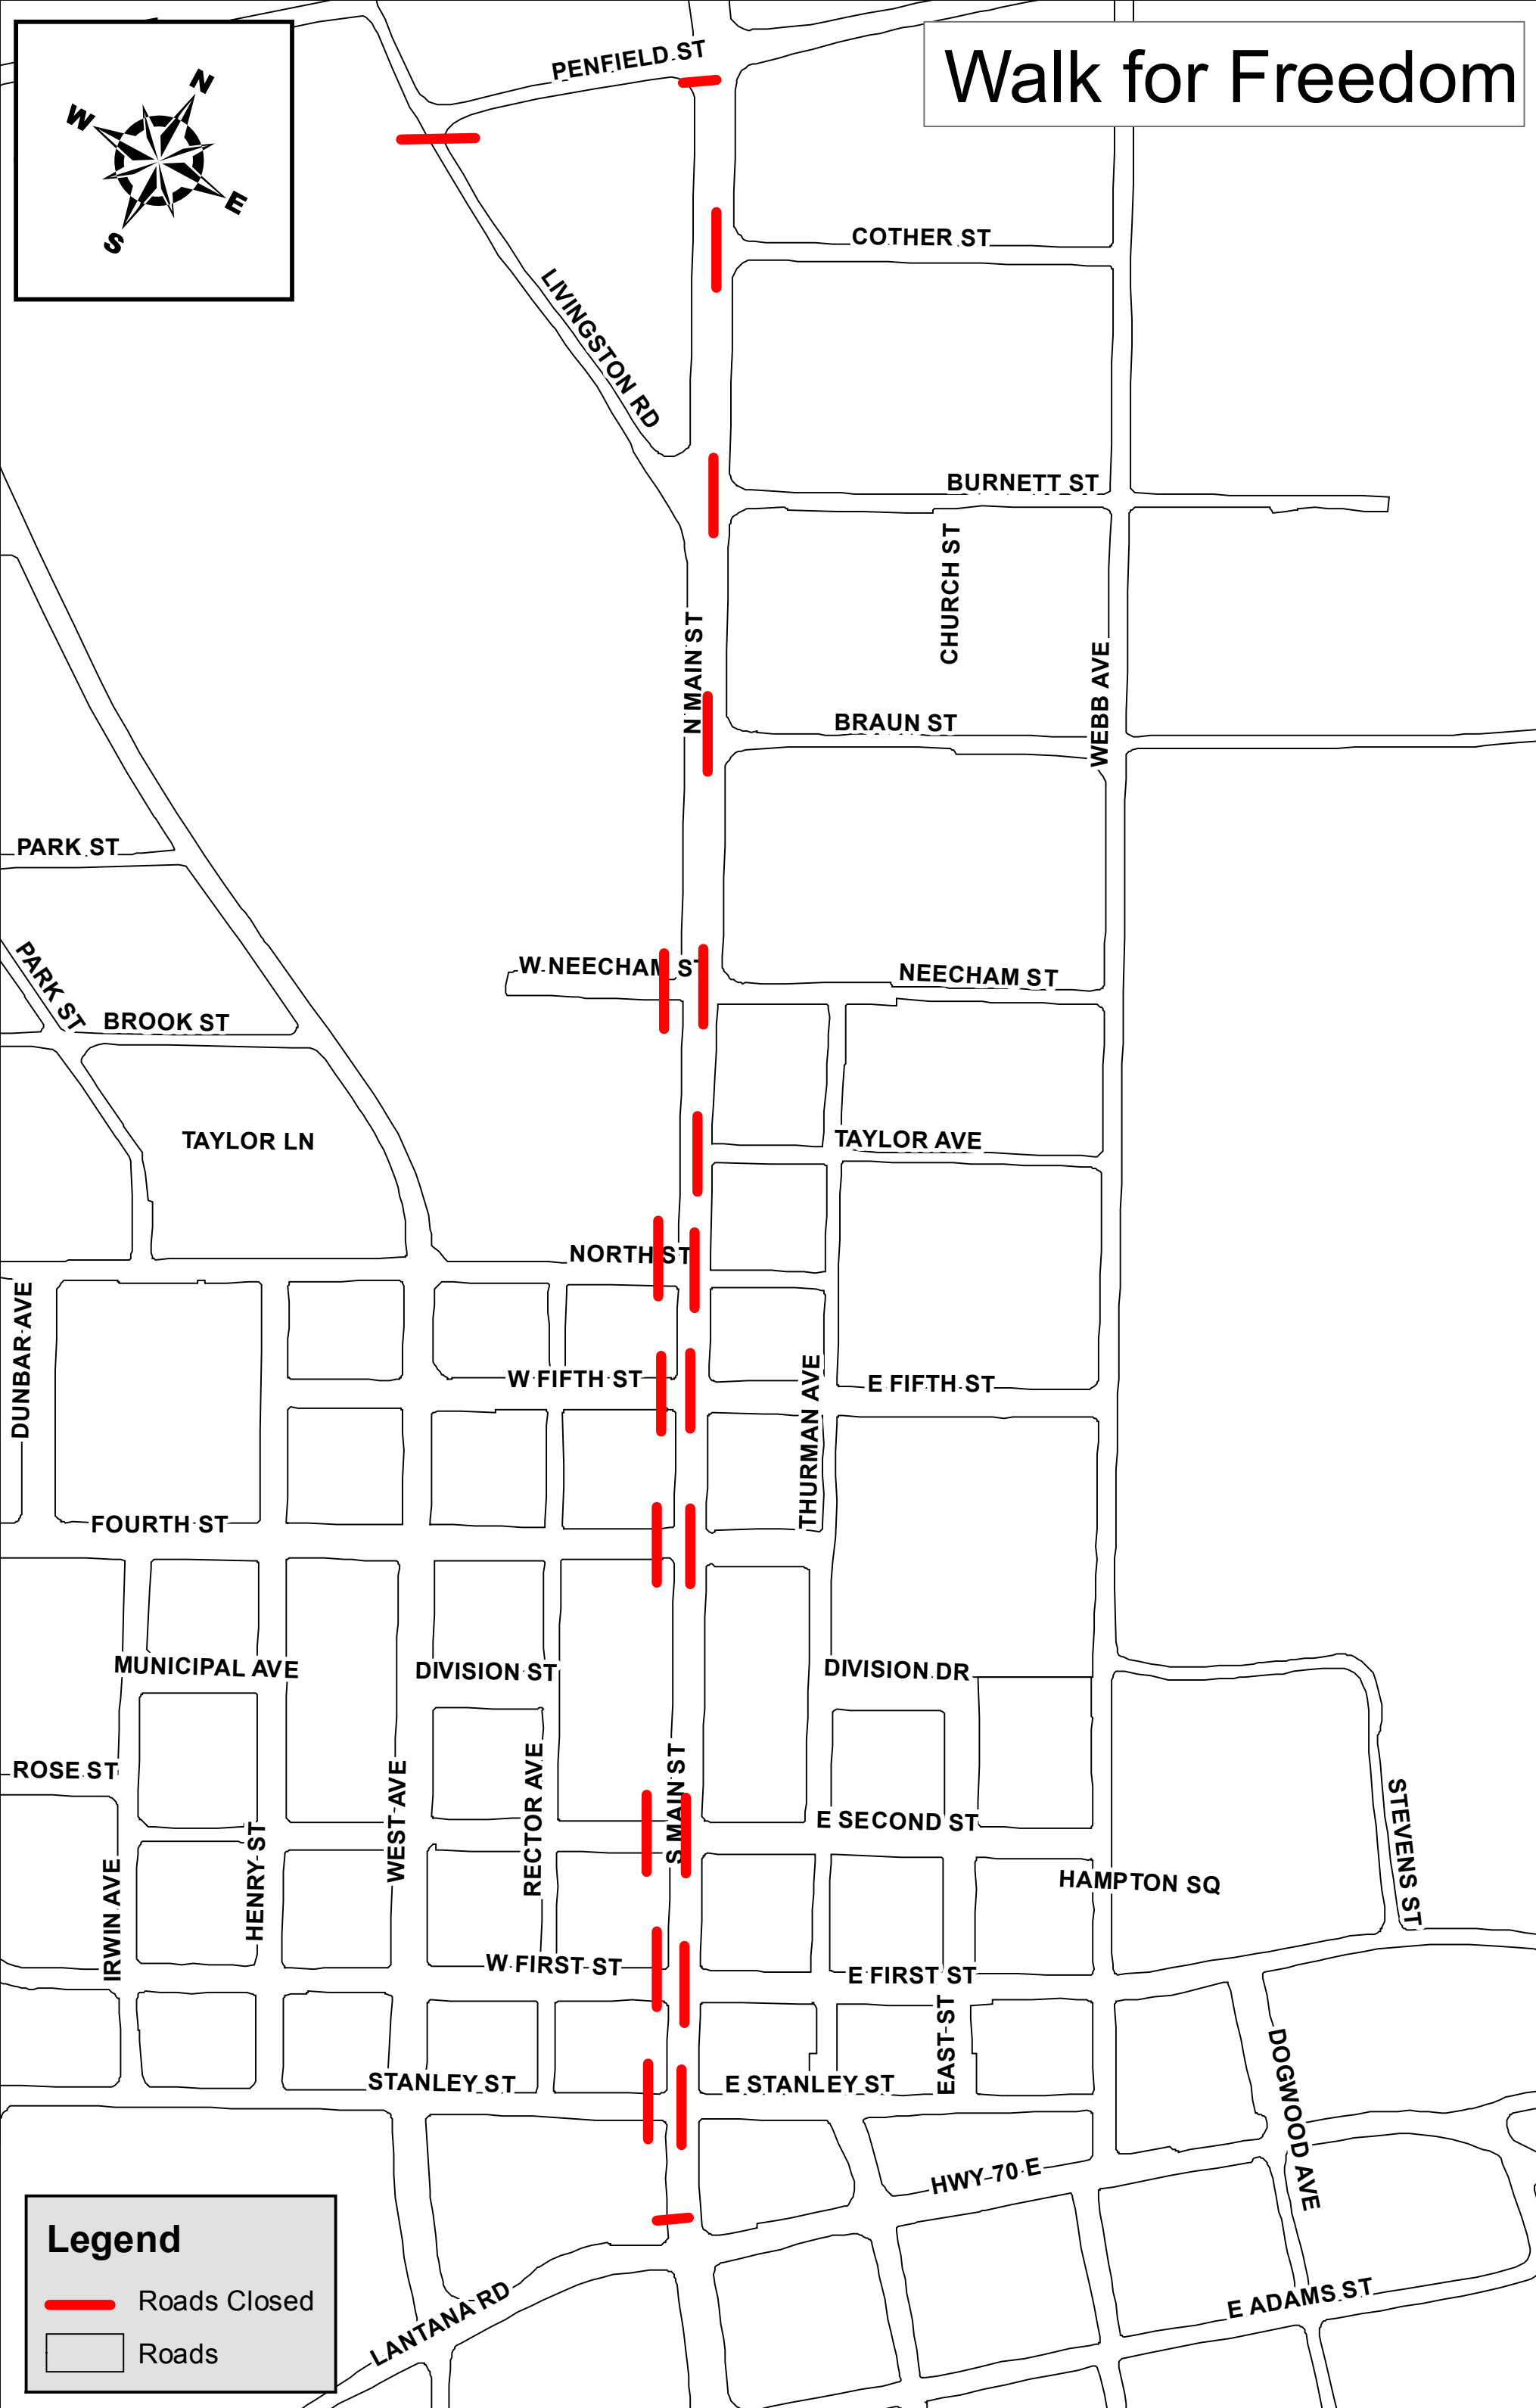 Walk for Freedom
N
W
E
S
PENFIELD ST
COTHER ST
LIVINGSTON RD
BURNETT ST
CHURCH ST
N MAIN ST
WEBB AVE
BRAUN ST
PARK ST
PARK ST
W NEECHAM ST
NEECHAM ST
BROOK ST
TAYLOR LN
TAYLOR AVE
NORTH ST
DUNBAR AVE
W FIFTH ST
THURMAN AVE
E FIFTH ST
FOURTH ST
MUNICIPAL AVE
DIVISION ST
DIVISION DR
ROSE ST
WEST AVE
RECTOR AVE
S MAIN ST
E SECOND ST
STEVENS ST
IRWIN AVE
HENRY ST
HAMPTON SQ
W FIRST ST
E FIRST ST
EAST ST
STANLEY ST
E STANLEY ST
DOGWOOD AVE
HWY 70 E
LANTANA RD
E ADAMS ST
Legend
Roads Closed
Roads